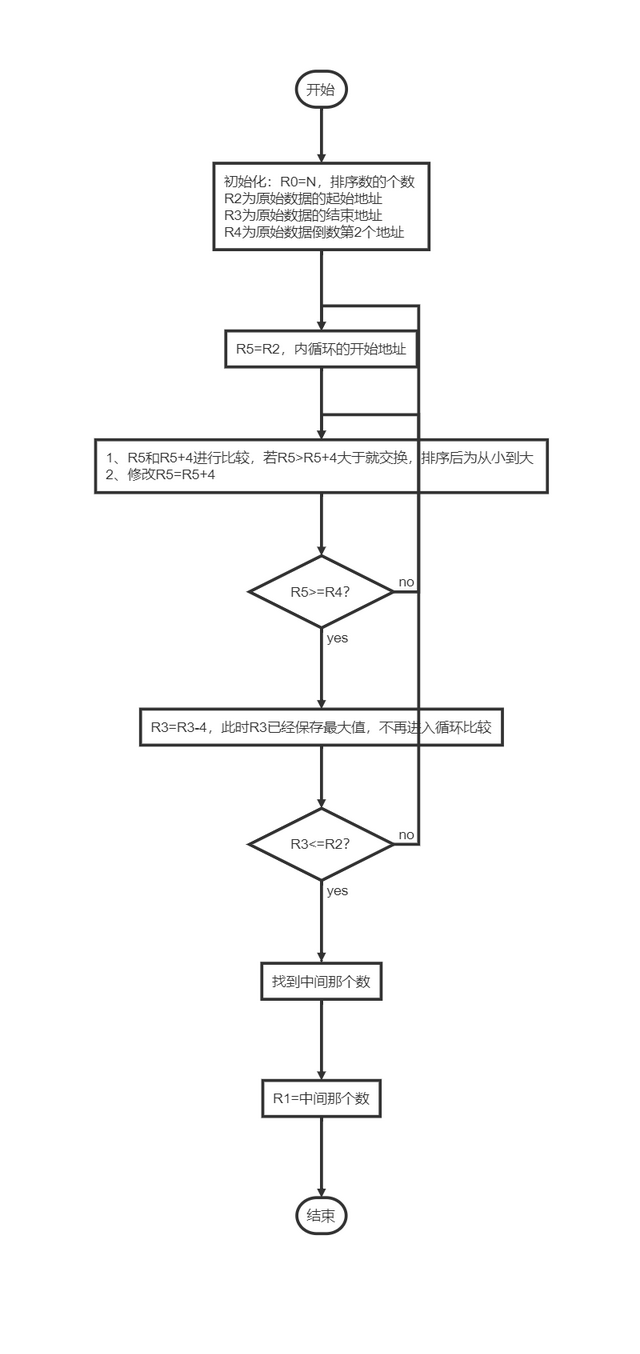 开始
初始化：R0=N，排序数的个数
R2为原始数据的起始地址
R3为原始数据的结束地址
R4为原始数据倒数第2个地址
R5=R2，内循环的开始地址
1、R5和R5+4进行比较，若R5>R5+4大于就交换，排序后为从小到大
2、修改R5=R5+4
R5>=R4？
no
yes
R3=R3-4，此时R3已经保存最大值，不再进入循环比较
R3<=R2？
no
yes
找到中间那个数
R1=中间那个数
结束